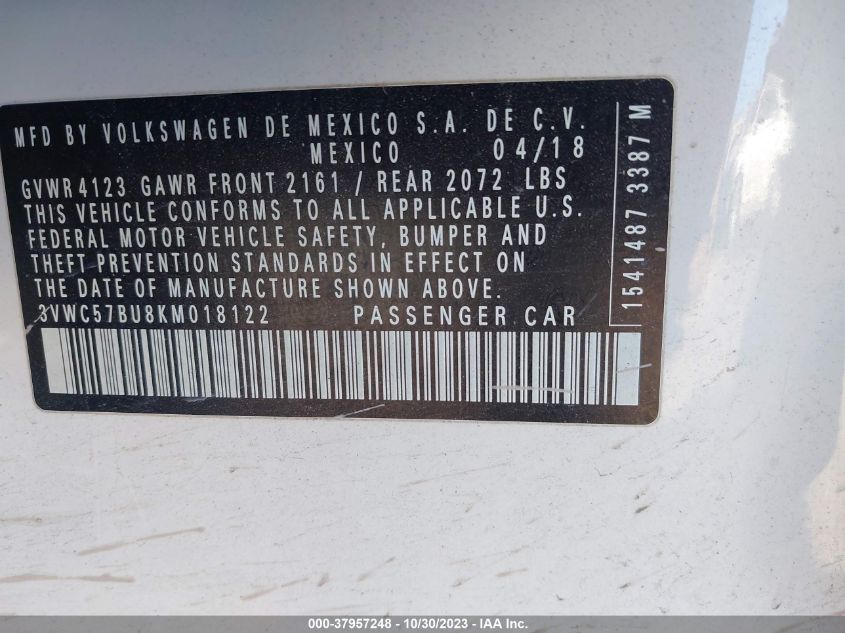 MFD BY VOLKSWAGEN DE MEXICO S.A. DE C.V.
MEXICO 04/18
GVWR 4123 GAWR FRONT 2161 / REAR 2072 LBS
THIS VEHICLE CONFORMS TO ALL APPLICABLE U.S.
FEDERAL MOTOR VEHICLE SAFETY, BUMPER AND
THEFT PREVENTION STANDARDS IN EFFECT ON
THE DATE OF MANUFACTURE SHOWN ABOVE.
3VWC57BU8KM018122 PASSENGER CAR
1541487 3387 M
000-37957248 - 10/30/2023 - IAA Inc.